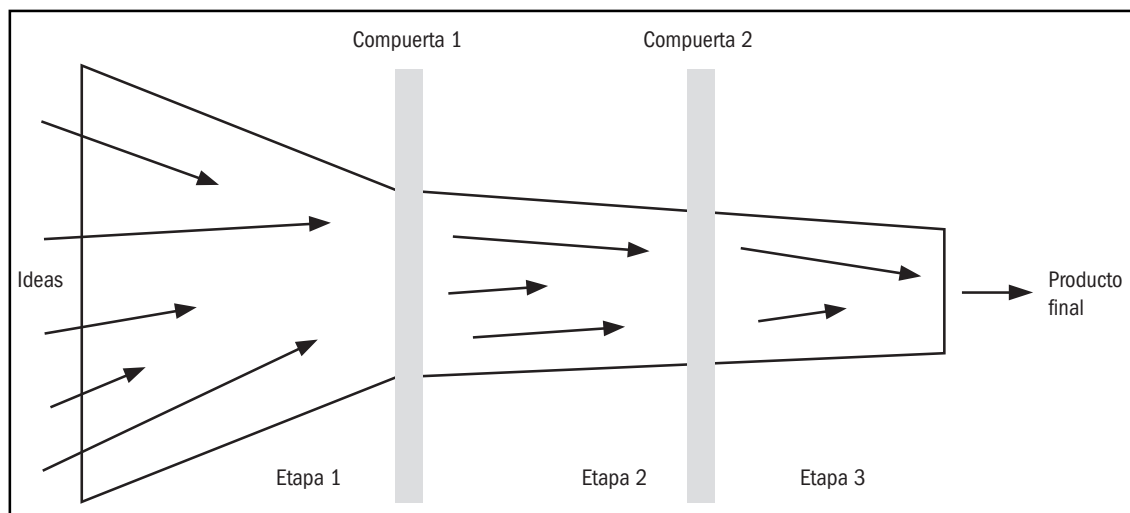 Compuerta 1
Compuerta 2
Ideas
Producto
final
Etapa 1
Etapa 2
Etapa 3